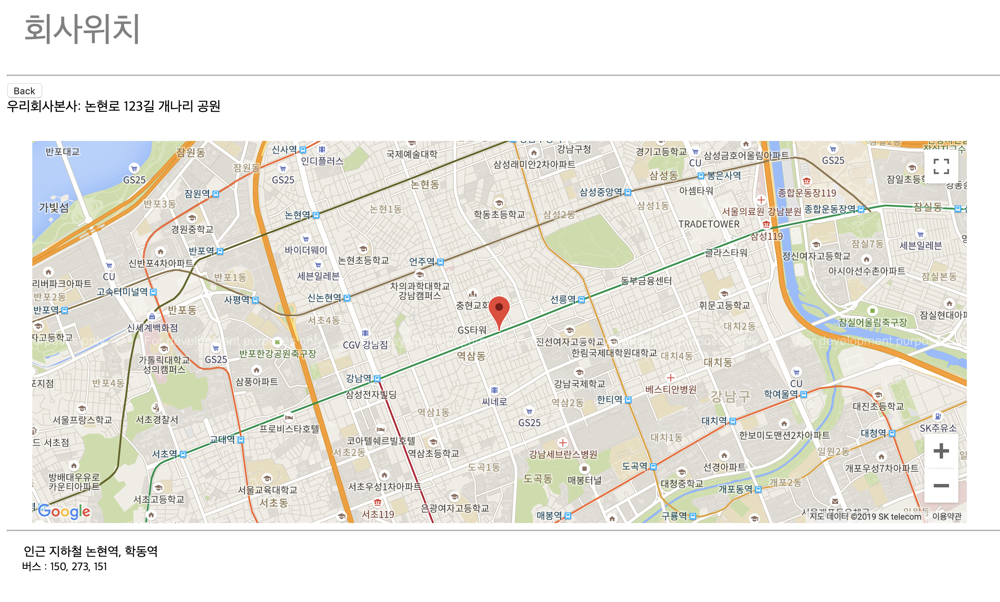 회사위치
Back
우리회사본사: 논현로 123길 개나리 공원
반포대교
잠원동
신사역
인디플러스
국제예술대학
강남구청
삼성래미안2차아파트
경기고등학교
CU
삼성금호어울림아파트
GS25
잠실2동
GS25
잠원동
GS25
논현동
삼성동
봉은사역
잠일초등학
잠원역
반포3동
가빛섬
논현1동
삼성중앙역
아셈타워
종합운동장119
삼성1동
서울의료원 강남분원
종합운동장역
잠실동
경원중학교
논현역
학동초등학교
삼성2동
TRADETOWER
삼성119
반포역
바이더웨이
논현초등학교
언주역
글라스타워
정신여자고등학교
잠실7동
세븐일레븐
신반포4차아파트
CU
반포1동
세븐일레븐
아시아선수촌아파트
잠실본동
리버파크아파트
반포2동
고속터미널역
사평역
신논현역
차의과학대학교
강남캠퍼스
동부금융센터
반포역
반포동
충현교회
선릉역
휘문고등학교
잠실현대아파
신세계백화점
서초4동
GS타워
대치2동
잠실어울림축구장
자고등학교
For development purposes only
CGV 강남점
진선여자고등학교
한림국제대학원대학교
For development purposes
반포한강공원축구장
가톨릭대학교
성의캠퍼스
GS25
역삼동
대치4동
대치동
삼풍아파트
강남역
강남국제학교
베스티안병원
CU
포지점
반포4동
삼성전자빌딩
씨네로
역삼2동
한티역
강남구
학여울역
서울프랑스학교
서초경찰서
역삼1동
GS25
대치역
대진초등학교
드 서초점
교대역
프로비스타호텔
코아텔쉐르빌호텔
대치1동
한보미도맨션2차아파트
대청역
SK주유소
서초역
서초2동
역삼초등학교
강남세브란스병원
일원2동
방배대우유로
카운티아파트
도곡1동
도곡역
선경아파트
개포우성7차아파트
서초고등학교
서울교육대학교
서초우성1차아파트
도곡동
매봉터널
대청중학교
개포동역
개포2동
서초동
서초119
은광여자고등학교
매봉역
구룡역
서울개포동우체국
일원동
Google
지도 데이터 ©2019 SK telecom
이용약관
인근 지하철 논현역, 학동역
버스 : 150, 273, 151